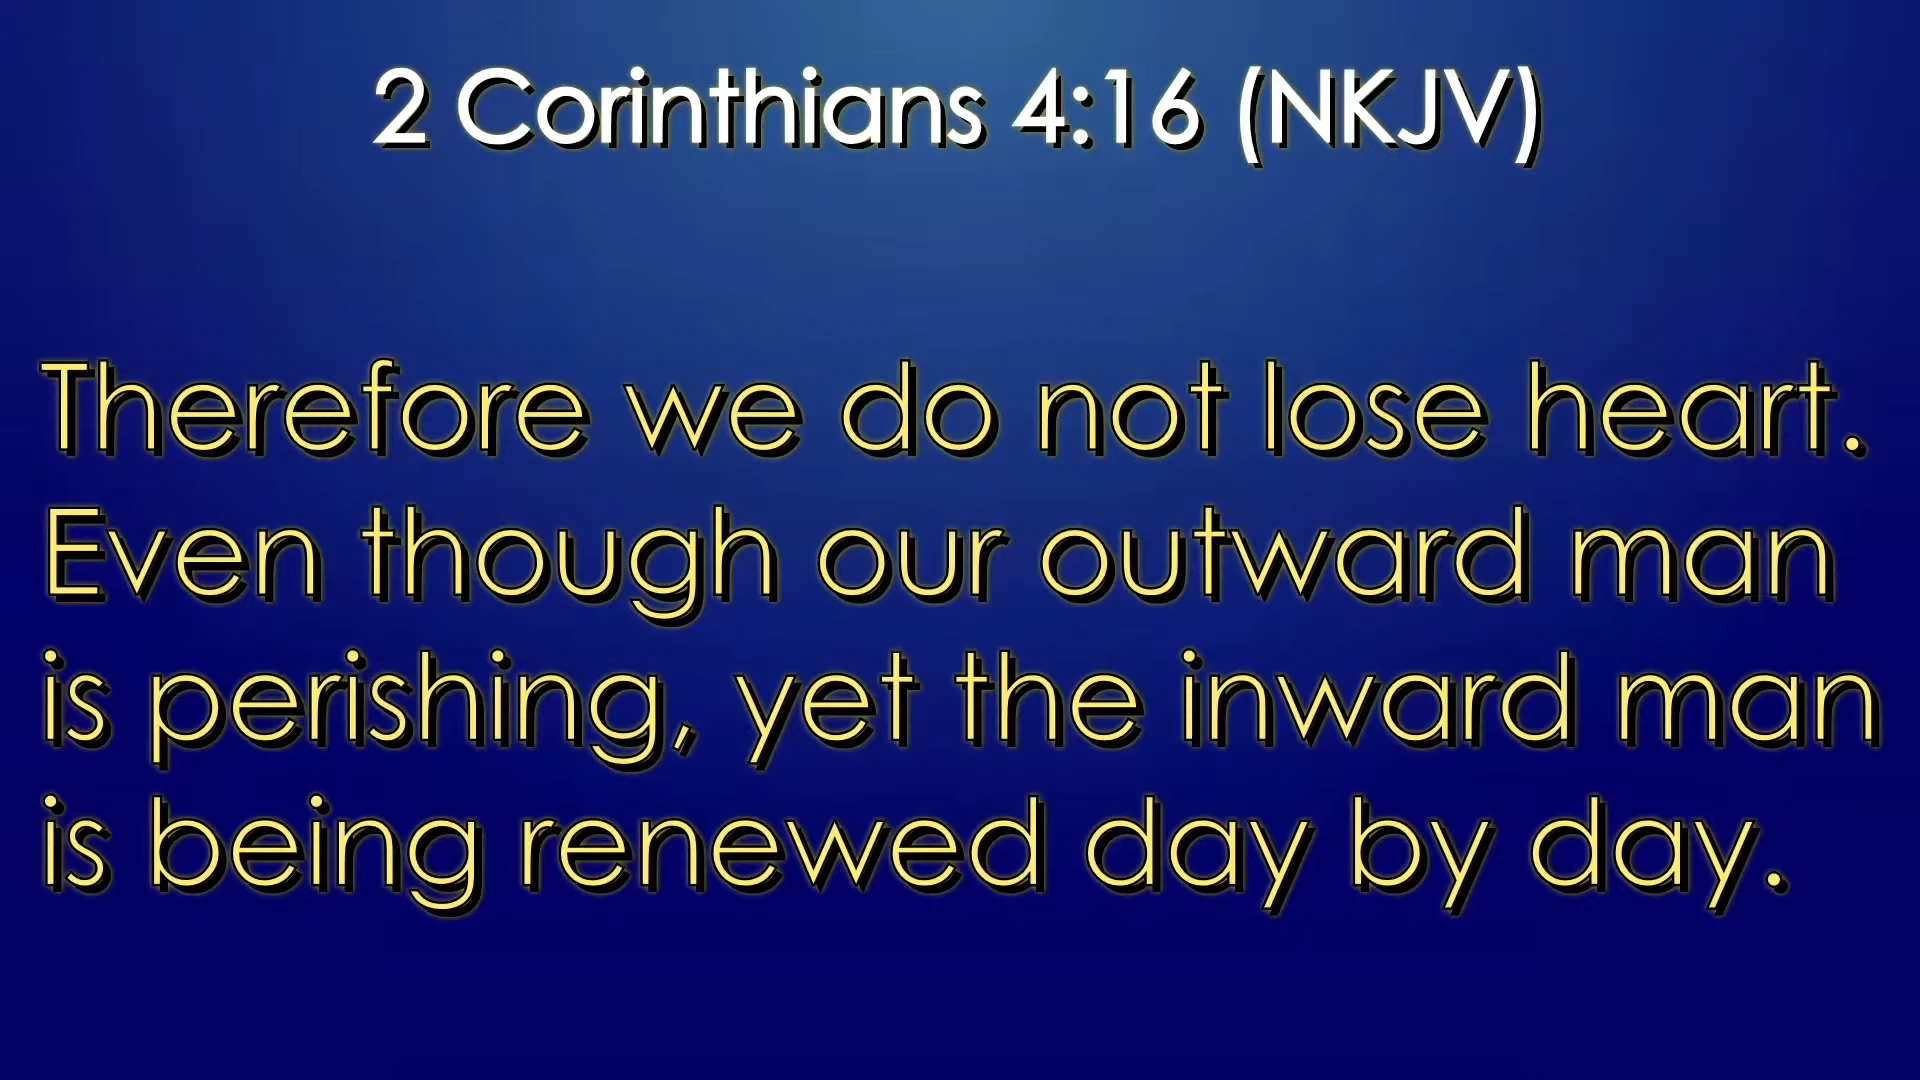 2 Corinthians 4:16 (NKJV)
Therefore we do not lose heart.
Even though our outward man
is perishing, yet the inward man
is being renewed day by day.